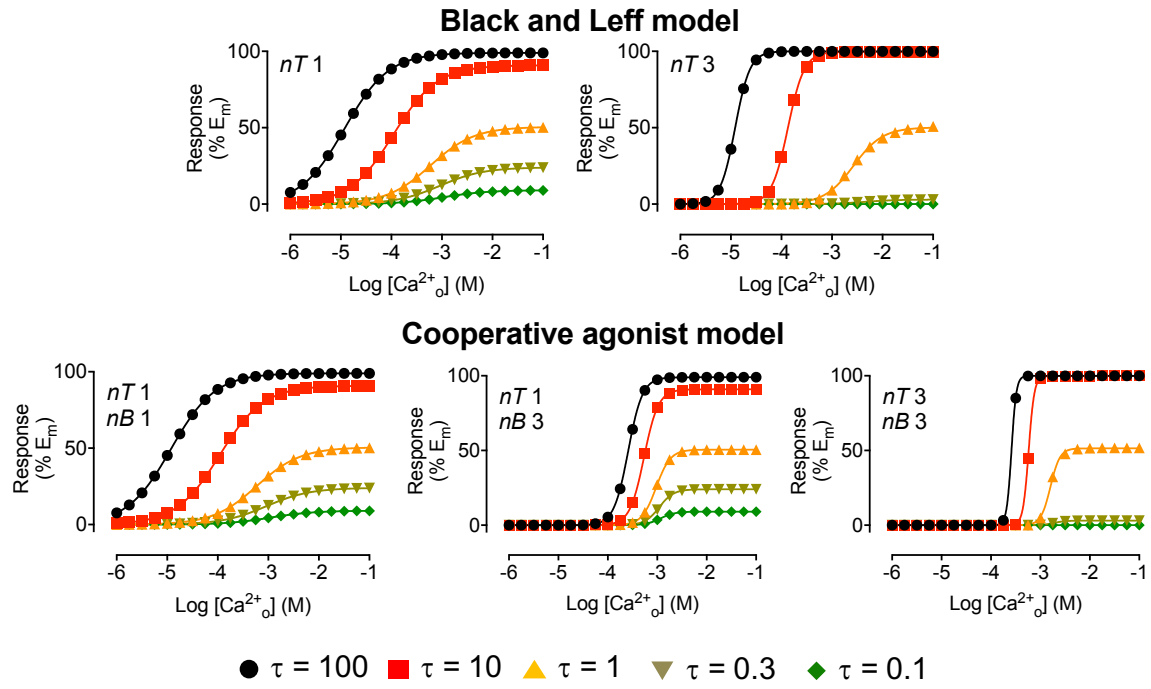 Black and Leff model
nT 1
Response
(% Em)
100
50
0
-6 -5 -4 -3 -2 -1
Log [Ca²⁺ₒ] (M)
nT 3
Response
(% Em)
100
50
0
-6 -5 -4 -3 -2 -1
Log [Ca²⁺ₒ] (M)
Cooperative agonist model
nT 1
nB 1
Response
(% Em)
100
50
0
-6 -5 -4 -3 -2 -1
Log [Ca²⁺ₒ] (M)
nT 1
nB 3
Response
(% Em)
100
50
0
-6 -5 -4 -3 -2 -1
Log [Ca²⁺ₒ] (M)
nT 3
nB 3
Response
(% Em)
100
50
0
-6 -5 -4 -3 -2 -1
Log [Ca²⁺ₒ] (M)
τ = 100 τ = 10 τ = 1 τ = 0.3 τ = 0.1